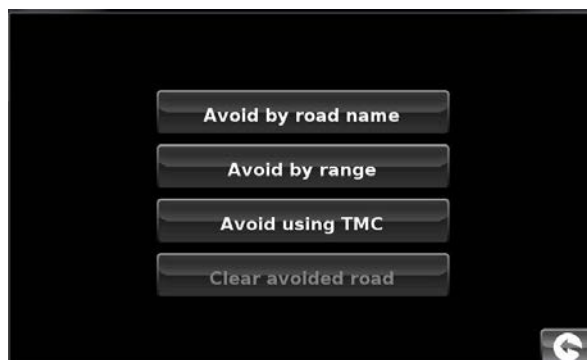 Avoid by road name
Avoid by range
Avoid using TMC
Clear avoided road